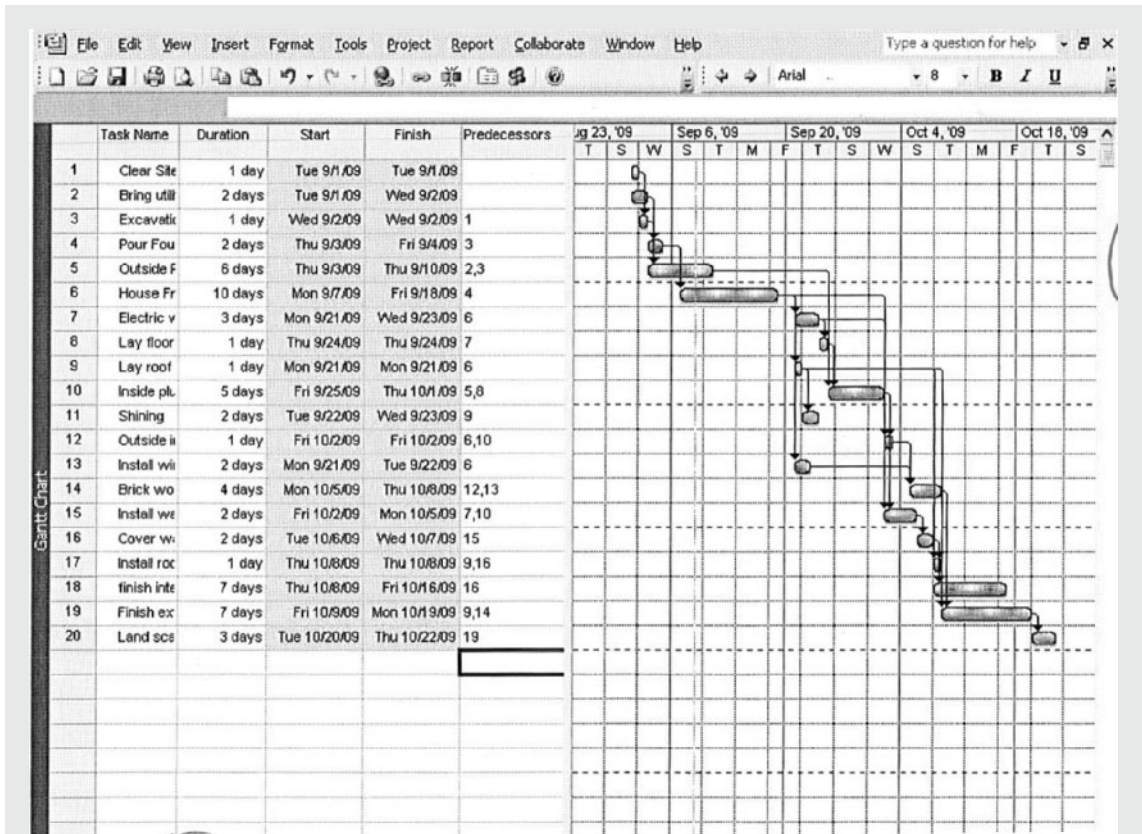 File Edit View Insert Format Tools Project Report Collaborate Window Help Type a question for help
Arial 8 B I U
Task Name Duration Start Finish Predecessors ug 23, '09 Sep 6, '09 Sep 20, '09 Oct 4, '09 Oct 18, '09
T S W S T M F T S W S T M F T S
1 Clear Site 1 day Tue 9/1/09 Tue 9/1/09
2 Bring utili 2 days Tue 9/1/09 Wed 9/2/09
3 Excavatic 1 day Wed 9/2/09 Wed 9/2/09 1
4 Pour Fou 2 days Thu 9/3/09 Fri 9/4/09 3
5 Outside F 6 days Thu 9/3/09 Thu 9/10/09 2,3
6 House Fr 10 days Mon 9/7/09 Fri 9/18/09 4
7 Electric v 3 days Mon 9/21/09 Wed 9/23/09 6
8 Lay floor 1 day Thu 9/24/09 Thu 9/24/09 7
9 Lay roof 1 day Mon 9/21/09 Mon 9/21/09 6
10 Inside plu 5 days Fri 9/25/09 Thu 10/1/09 5,8
11 Shining 2 days Tue 9/22/09 Wed 9/23/09 9
12 Outside ii 1 day Fri 10/2/09 Fri 10/2/09 6,10
13 Install wii 2 days Mon 9/21/09 Tue 9/22/09 6
14 Brick wo 4 days Mon 10/5/09 Thu 10/8/09 12,13
15 Install we 2 days Fri 10/2/09 Mon 10/5/09 7,10
16 Cover w 2 days Tue 10/6/09 Wed 10/7/09 15
17 Install roc 1 day Thu 10/8/09 Thu 10/8/09 9,16
18 finish inte 7 days Thu 10/8/09 Fri 10/16/09 16
19 Finish ex 7 days Fri 10/9/09 Mon 10/19/09 9,14
20 Land sca 3 days Tue 10/20/09 Thu 10/22/09 19
Gantt Chart